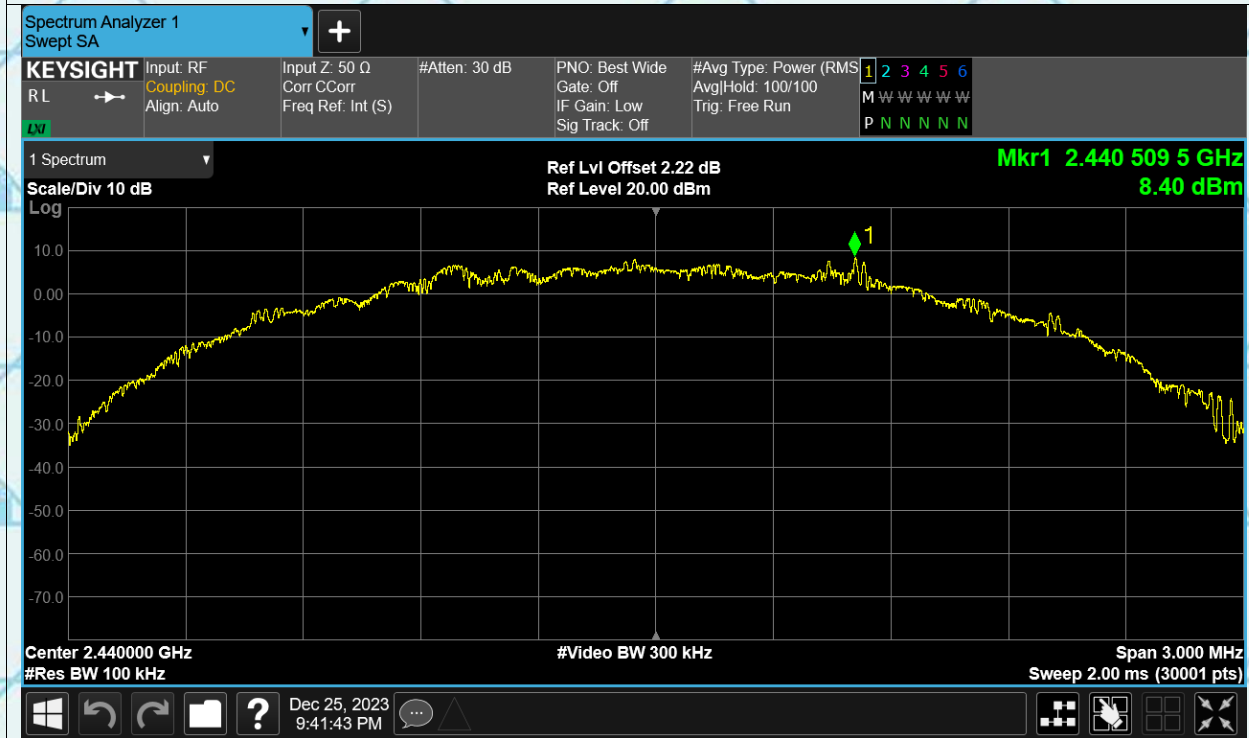 Spectrum Analyzer 1
Swept SA
KEYSIGHT
RL
LXI
Input: RF
Coupling: DC
Align: Auto
Input Z: 50 Ω
Corr CCorr
Freq Ref: Int (S)
#Atten: 30 dB
PNO: Best Wide
Gate: Off
IF Gain: Low
Sig Track: Off
#Avg Type: Power (RMS
Avg|Hold: 100/100
Trig: Free Run
1 2 3 4 5 6
M W W W W W
P N N N N N
1 Spectrum
Scale/Div 10 dB
Log
Ref Lvl Offset 2.22 dB
Ref Level 20.00 dBm
Mkr1 2.440 509 5 GHz
8.40 dBm
1
10.0
0.00
-10.0
-20.0
-30.0
-40.0
-50.0
-60.0
-70.0
Center 2.440000 GHz
#Res BW 100 kHz
#Video BW 300 kHz
Span 3.000 MHz
Sweep 2.00 ms (30001 pts)
?
Dec 25, 2023
9:41:43 PM